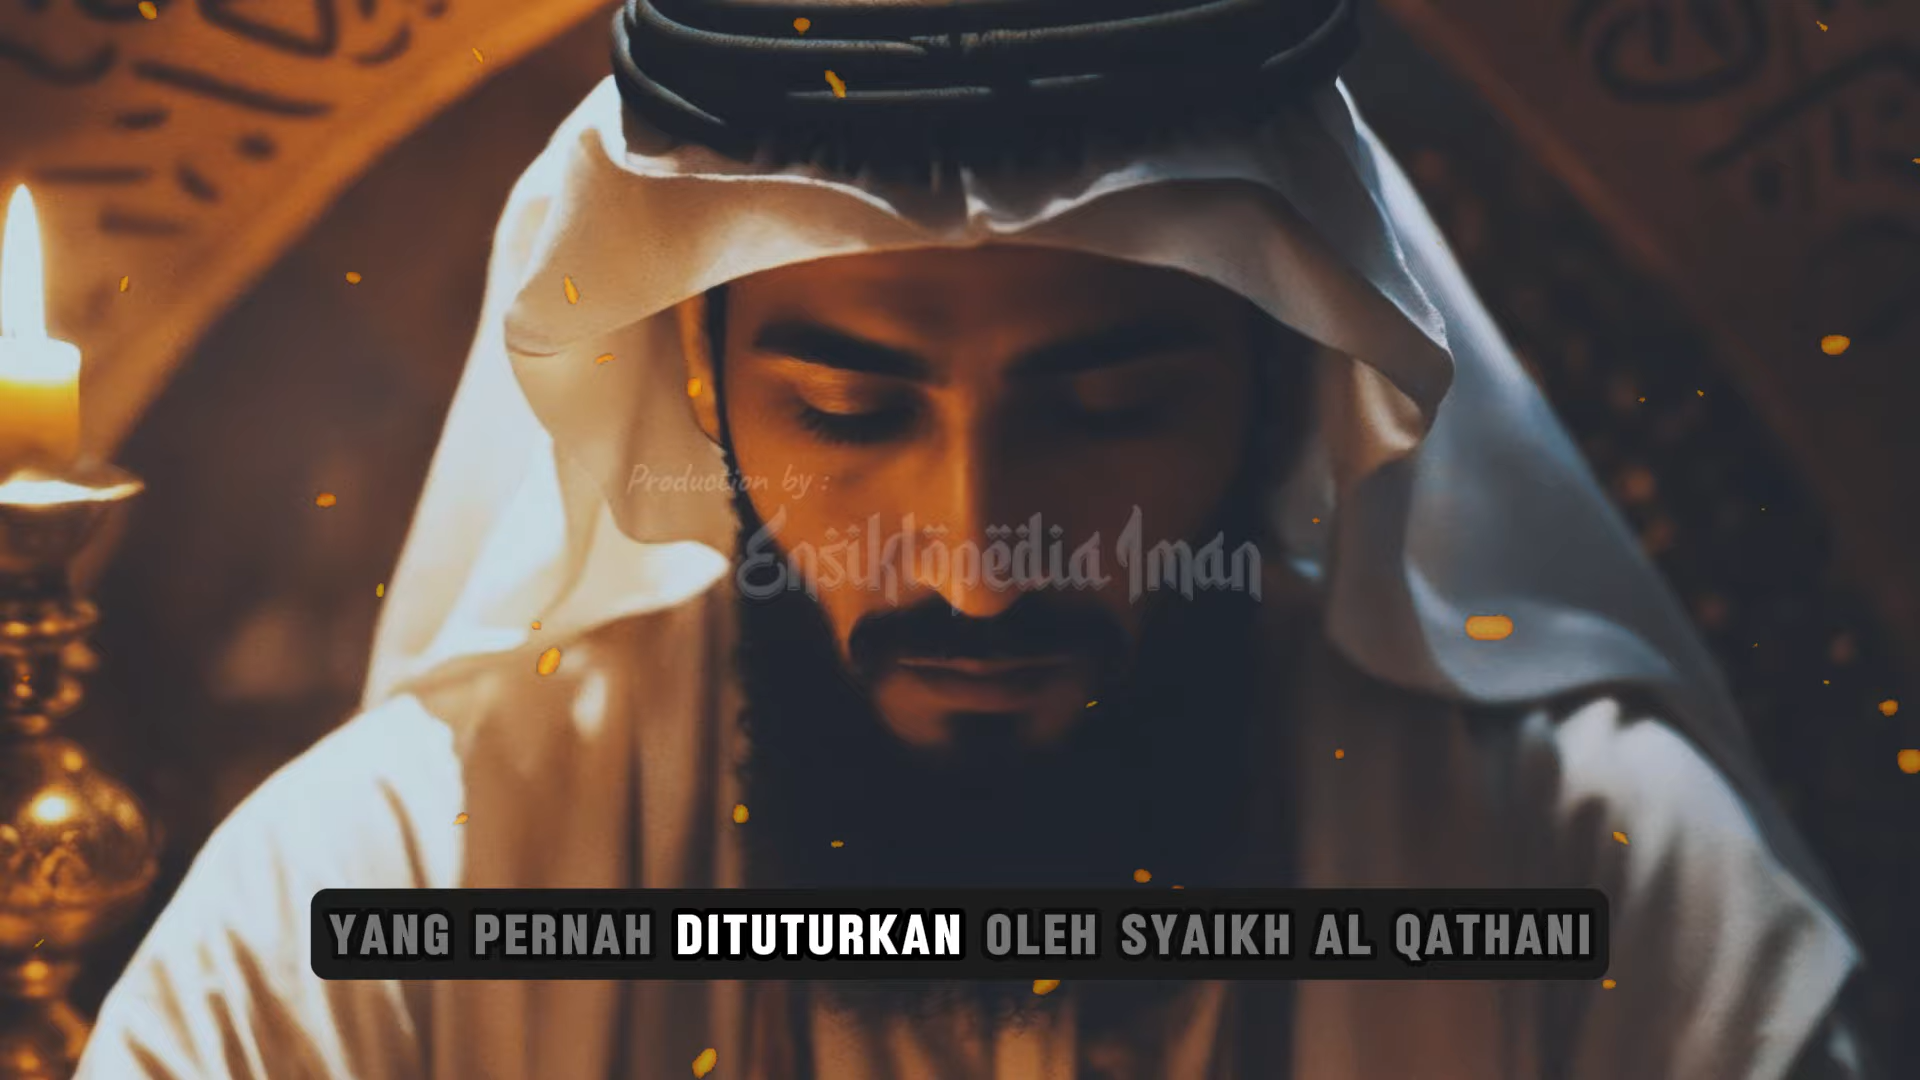 Production by :
Ensiklopedia Iman
YANG PERNAH DITUTURKAN OLEH SYAIKH AL QATHANI